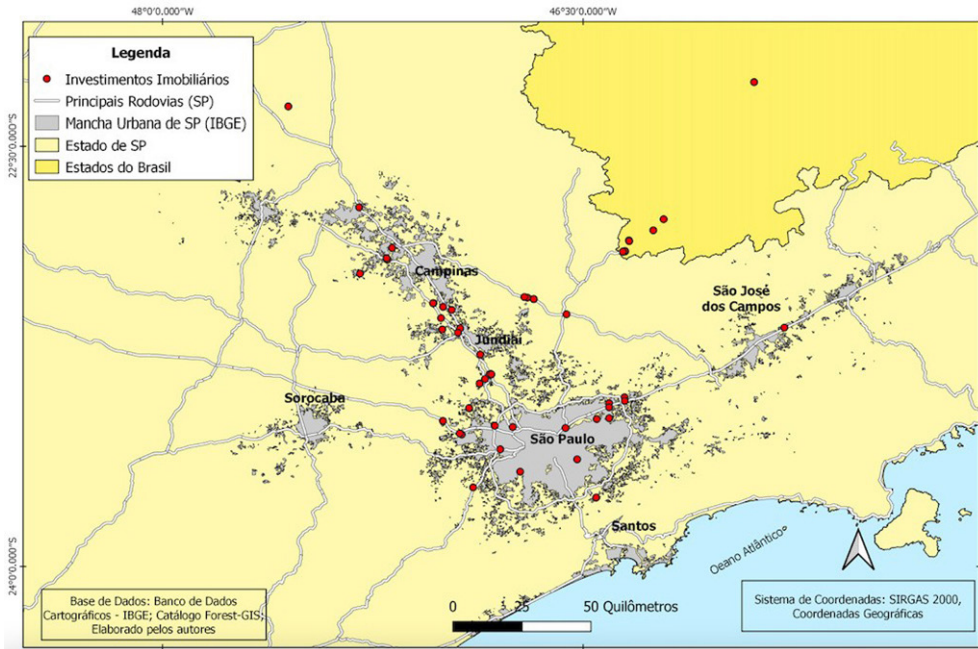 48°0'0.000"W
46°30'0.000"W
Legenda
Investimentos Imobiliários
Principais Rodovias (SP)
Mancha Urbana de SP (IBGE)
Estado de SP
Estados do Brasil
22°30'0.000"S
Campinas
São José
dos Campos
Jundiaí
Sorocaba
São Paulo
Santos
Oeano Atlântico
24°0'0.000"S
Base de Dados: Banco de Dados
Cartográficos - IBGE; Catálogo Forest-GIS;
Elaborado pelos autores
0 25 50 Quilômetros
Sistema de Coordenadas: SIRGAS 2000,
Coordenadas Geográficas